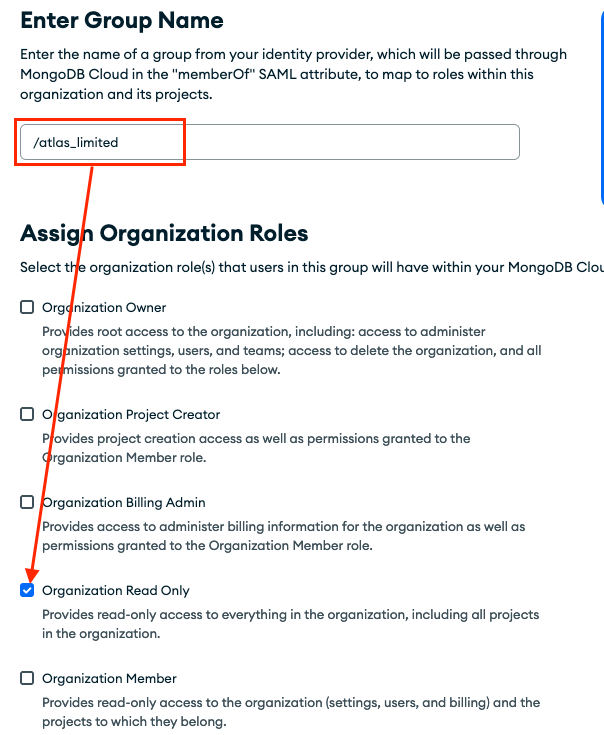 Enter Group Name
Enter the name of a group from your identity provider, which will be passed through
MongoDB Cloud in the "memberOf" SAML attribute, to map to roles within this
organization and its projects.
/atlas_limited
Assign Organization Roles
Select the organization role(s) that users in this group will have within your MongoDB Clou
Organization Owner
Provides root access to the organization, including: access to administer
organization settings, users, and teams; access to delete the organization, and all
permissions granted to the roles below.
Organization Project Creator
Provides project creation access as well as permissions granted to the
Organization Member role.
Organization Billing Admin
Provides access to administer billing information for the organization as well as
permissions granted to the Organization Member role.
Organization Read Only
Provides read-only access to everything in the organization, including all projects
in the organization.
Organization Member
Provides read-only access to the organization (settings, users, and billing) and the
projects to which they belong.